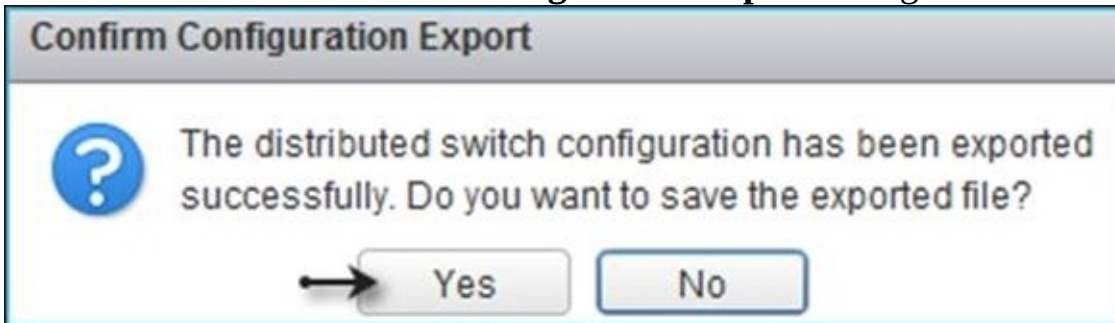 Confirm Configuration Export
The distributed switch configuration has been exported
successfully. Do you want to save the exported file?
Yes No